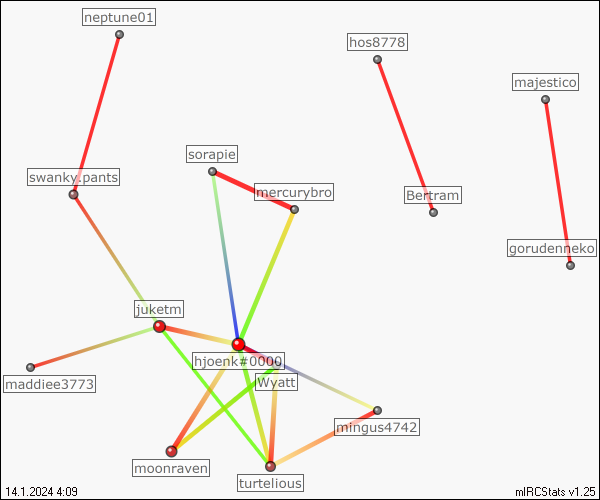 neptune01
hos8778
majestico
sorapie
swanky.pants
mercurybro
Bertram
gorudenneko
juketm
hjoenk#0000
maddiee3773
Wyatt
mingus4742
moonraven
turtelious
14.1.2024 4:09
mIRCStats v1.25